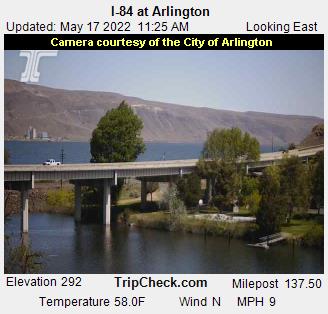 I-84 at Arlington
Updated: May 17 2022 11:25 AM Looking East
Camera courtesy of the City of Arlington
Elevation 292 TripCheck.com Milepost 137.50
Temperature 58.0F Wind N MPH 9